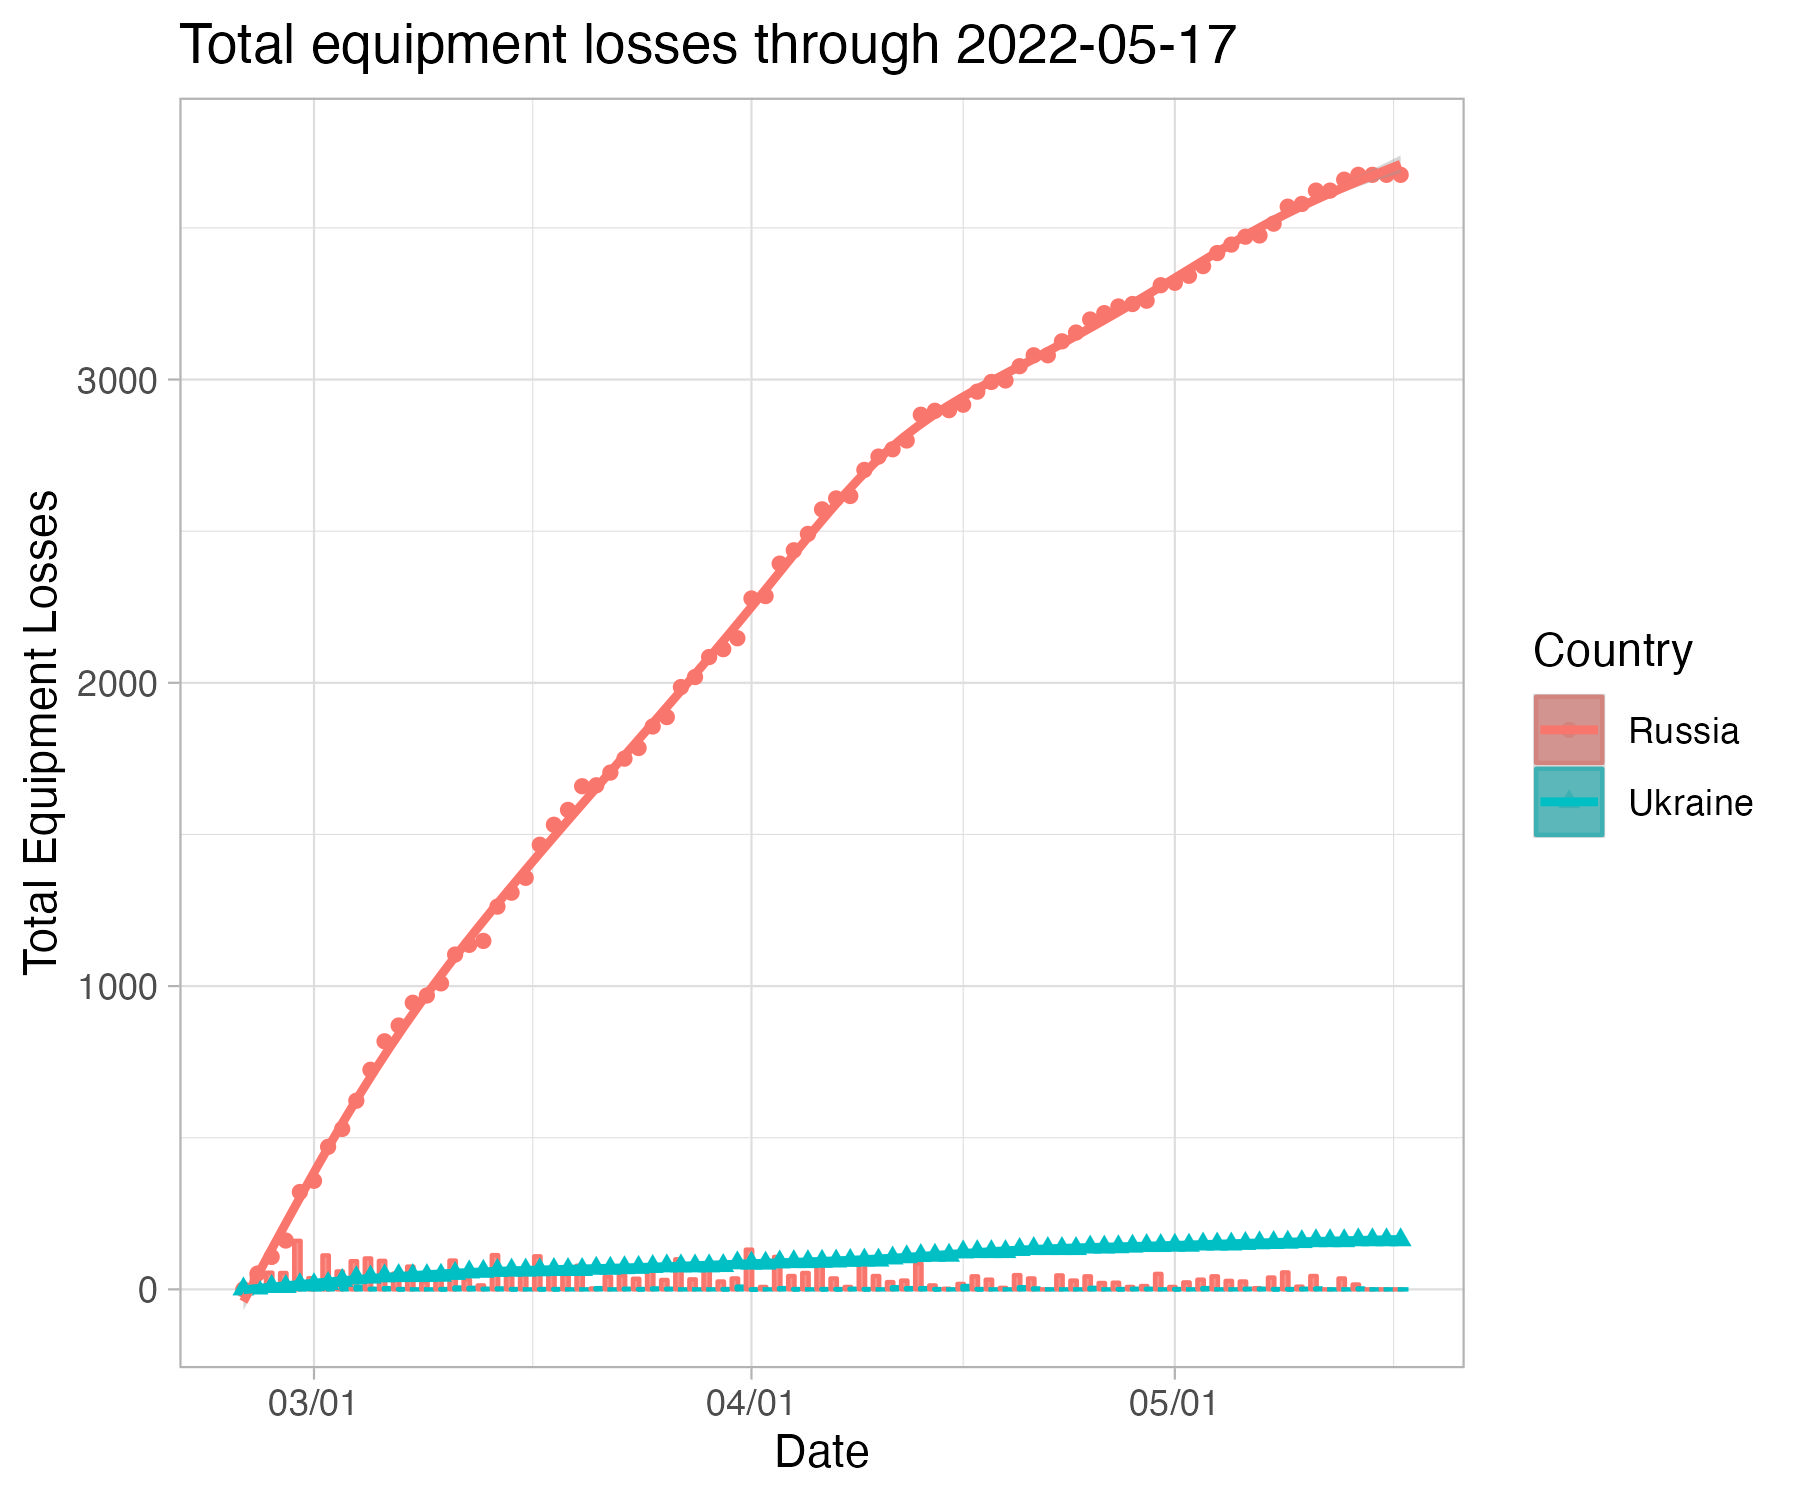 Total equipment losses through 2022-05-17
Total Equipment Losses
3000
2000
1000
0
03/01
04/01
05/01
Date
Country
Russia
Ukraine